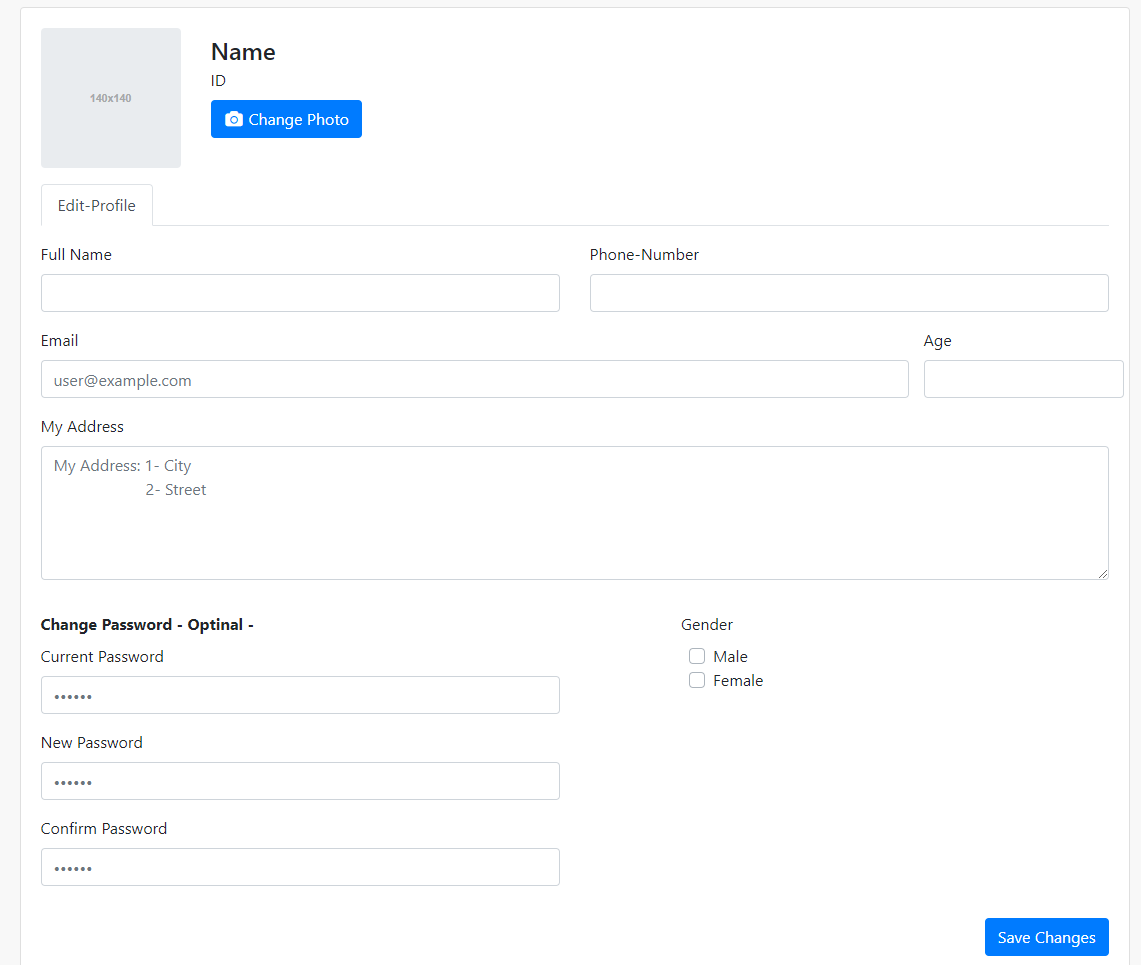 140x140
Name
ID
Change Photo
Edit-Profile
Full Name
Phone-Number
Email
Age
user@example.com
My Address
My Address: 1- City
2- Street
Change Password - Optinal -
Gender
Current Password
Male
Female
••••••
New Password
••••••
Confirm Password
••••••
Save Changes